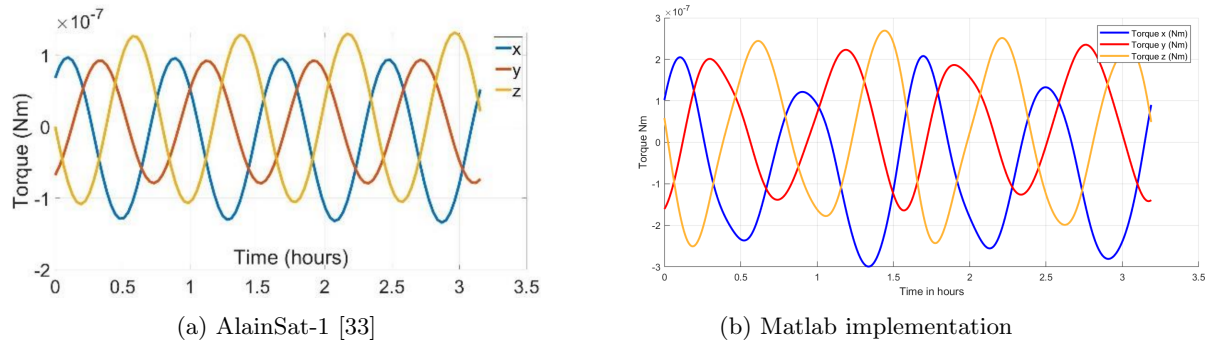 ×10⁻⁷
1
0
-1
-2
Torque (Nm)
x
y
z
Time (hours)
0 0.5 1 1.5 2 2.5 3 3.5
(a) AlainSat-1 [33]
×10⁻⁷
3
2
1
0
-1
-2
-3
Torque Nm
Torque x (Nm)
Torque y (Nm)
Torque z (Nm)
0 0.5 1 1.5 2 2.5 3 3.5
Time in hours
(b) Matlab implementation